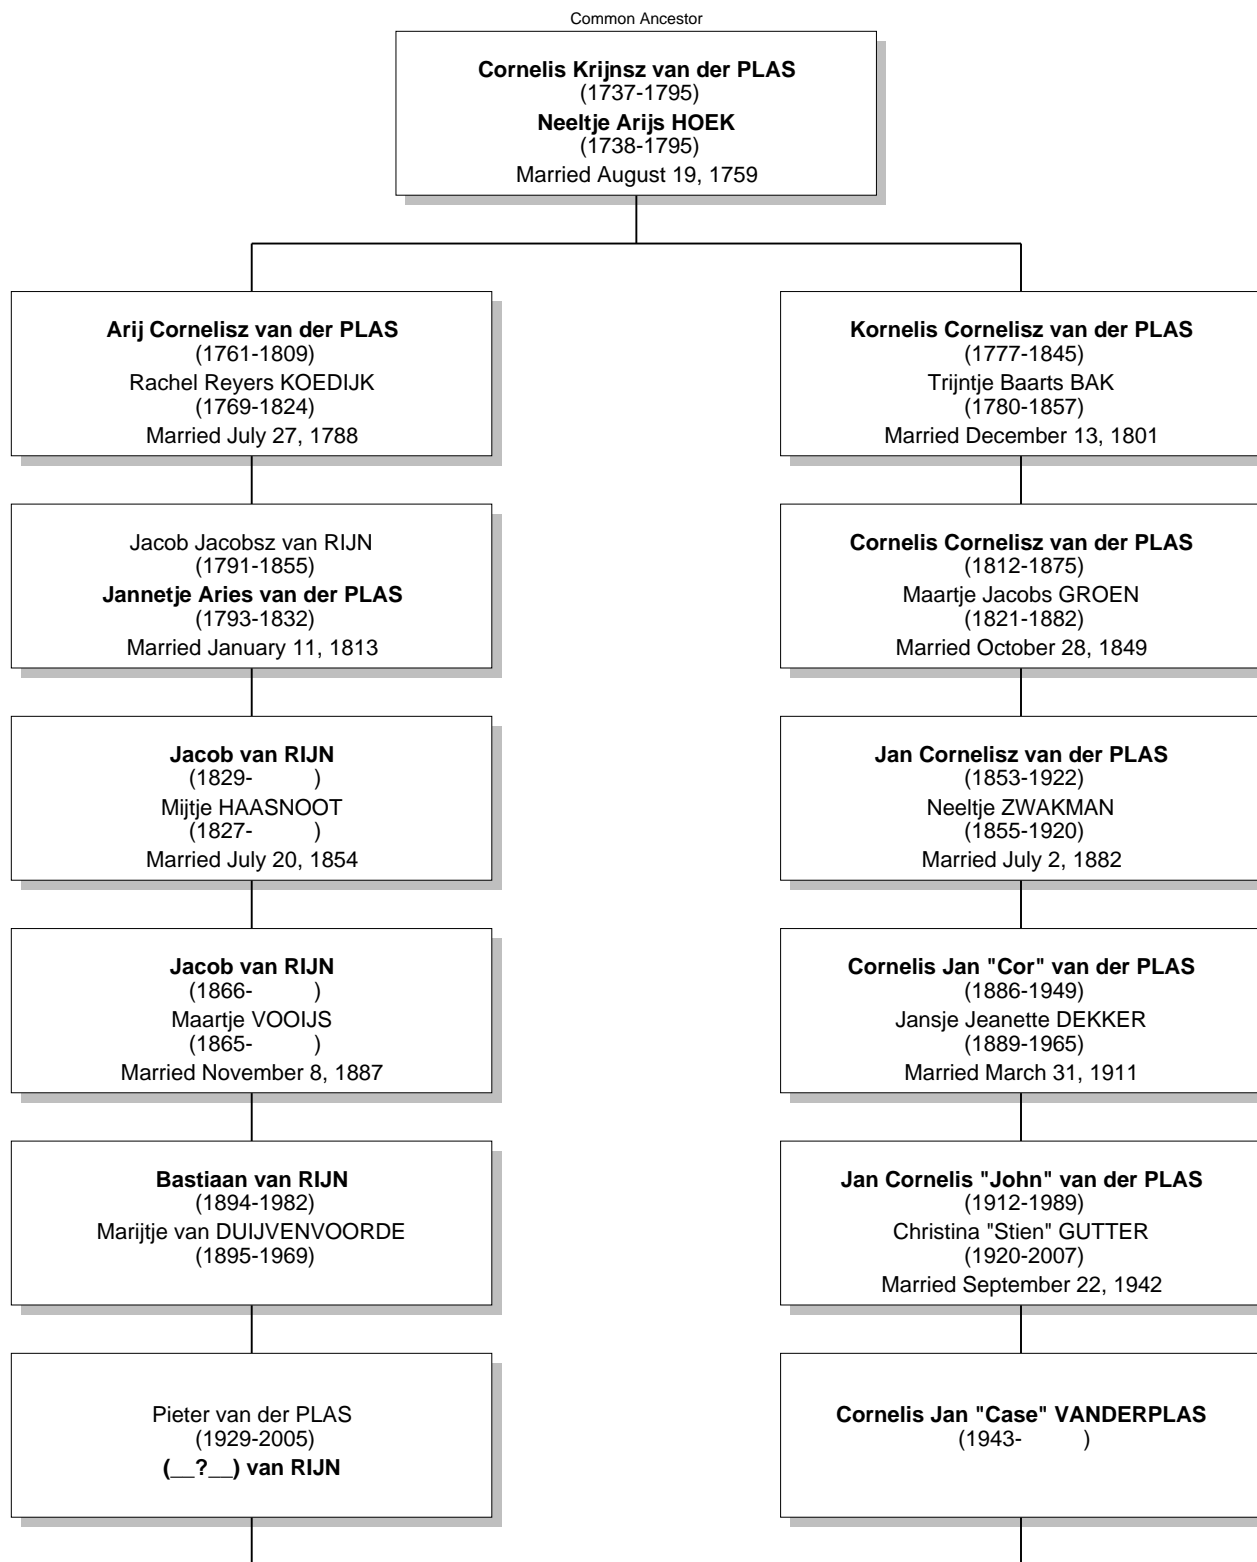 Common Ancestor
Cornelis Krijnsz van der PLAS
(1737-1795)
Neeltje Arijs HOEK
(1738-1795)
Married August 19, 1759
Arij Cornelisz van der PLAS
(1761-1809)
Rachel Reyers KOEDIJK
(1769-1824)
Married July 27, 1788
Kornelis Cornelisz van der PLAS
(1777-1845)
Trijntje Baarts BAK
(1780-1857)
Married December 13, 1801
Jacob Jacobsz van RIJN
(1791-1855)
Jannetje Aries van der PLAS
(1793-1832)
Married January 11, 1813
Cornelis Cornelisz van der PLAS
(1812-1875)
Maartje Jacobs GROEN
(1821-1882)
Married October 28, 1849
Jacob van RIJN
(1829-          )
Mijtje HAASNOOT
(1827-          )
Married July 20, 1854
Jan Cornelisz van der PLAS
(1853-1922)
Neeltje ZWAKMAN
(1855-1920)
Married July 2, 1882
Jacob van RIJN
(1866-          )
Maartje VOOIJS
(1865-          )
Married November 8, 1887
Cornelis Jan "Cor" van der PLAS
(1886-1949)
Jansje Jeanette DEKKER
(1889-1965)
Married March 31, 1911
Bastiaan van RIJN
(1894-1982)
Marijtje van DUIJVENVOORDE
(1895-1969)
Jan Cornelis "John" van der PLAS
(1912-1989)
Christina "Stien" GUTTER
(1920-2007)
Married September 22, 1942
Pieter van der PLAS
(1929-2005)
(__?__) van RIJN
Cornelis Jan "Case" VANDERPLAS
(1943-          )